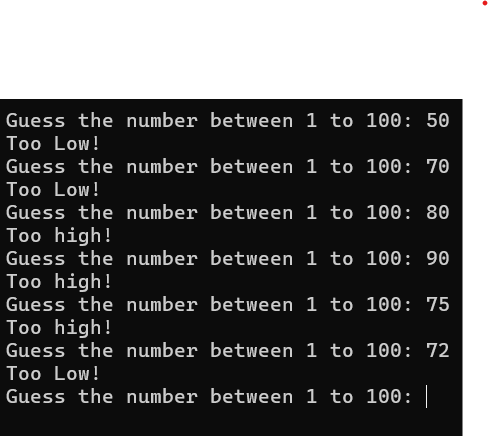 Guess the number between 1 to 100: 50
Too Low!
Guess the number between 1 to 100: 70
Too Low!
Guess the number between 1 to 100: 80
Too high!
Guess the number between 1 to 100: 90
Too high!
Guess the number between 1 to 100: 75
Too high!
Guess the number between 1 to 100: 72
Too Low!
Guess the number between 1 to 100: